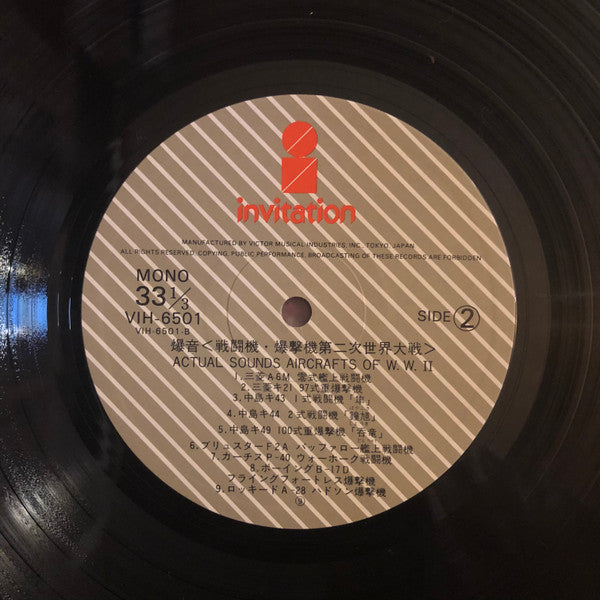 invitation
MANUFACTURED BY VICTOR MUSICAL INDUSTRIES, INC., TOKYO, JAPAN
ALL RIGHTS RESERVED. COPYING, PUBLIC PERFORMANCE, BROADCASTING OF THESE RECORDS ARE FORBIDDEN
MONO
33 1/3
VIH-6501
VIH-6501-B
SIDE 2
爆音<戦闘機・爆撃機第二次世界大戦>
ACTUAL SOUNDS AIRCRAFTS OF W.W. II
1.三菱A6M 零式艦上戦闘機
2.三菱キ21 97式重爆撃機
3.中島キ43 1式戦闘機「隼」
4.中島キ44 2式戦闘機「鐘馗」
5.中島キ49 100式重爆撃機「呑竜」
6.ブリュスターF2A バッファロー艦上戦闘機
7.カーチスP-40 ウォーホーク戦闘機
8.ボーイングB-17D
フライングフォートレス爆撃機
9.ロッキードA-28 ハドソン爆撃機
⑨